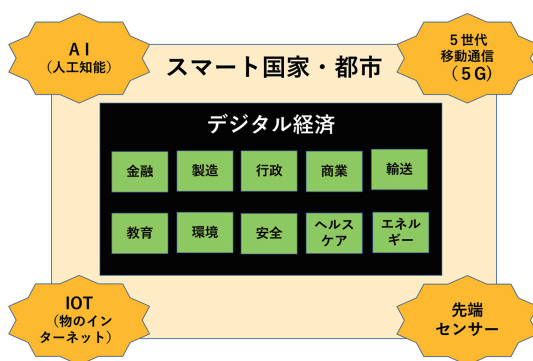 AI
(人工知能)
スマート国家・都市
5世代
移動通信
(5G)
デジタル経済
金融
製造
行政
商業
輸送
教育
環境
安全
ヘルス
ケア
エネル
ギー
IOT
(物のイン
ターネット)
先端
センサー